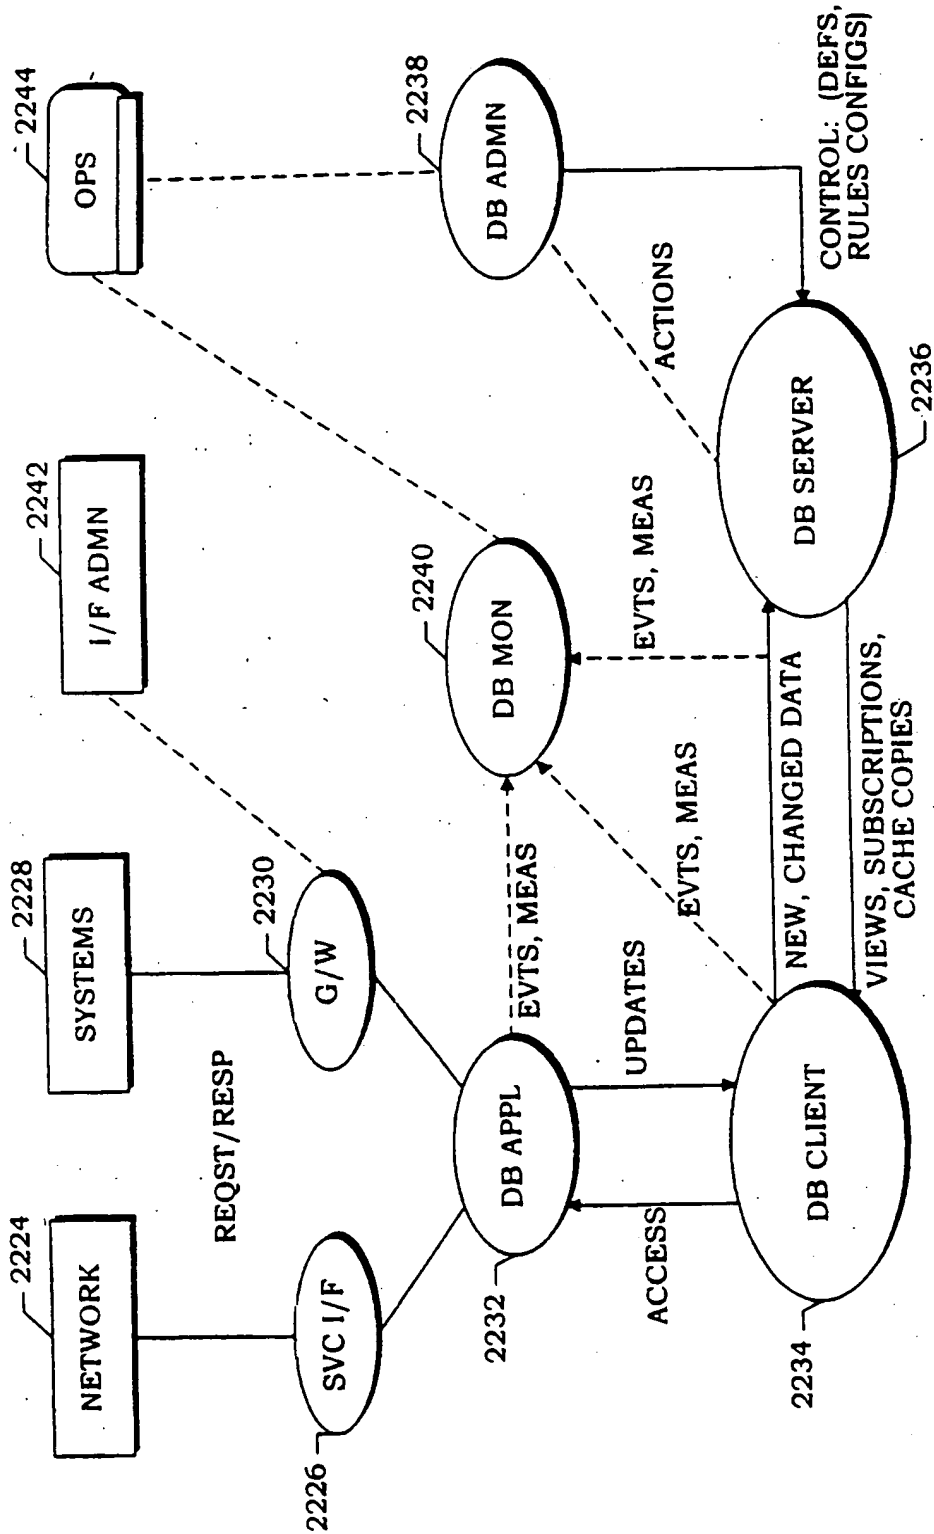 2224
NETWORK
2228
SYSTEMS
2242
I/F ADMN
2244
OPS
REQST/RESP
2226
SVC I/F
2230
G/W
2232
DB APPL
EVTS, MEAS
2240
DB MON
2238
DB ADMN
ACCESS
UPDATES
EVTS, MEAS
EVTS, MEAS
ACTIONS
2234
DB CLIENT
NEW, CHANGED DATA
VIEWS, SUBSCRIPTIONS,
CACHE COPIES
DB SERVER
2236
CONTROL: (DEFS,
RULES CONFIGS)